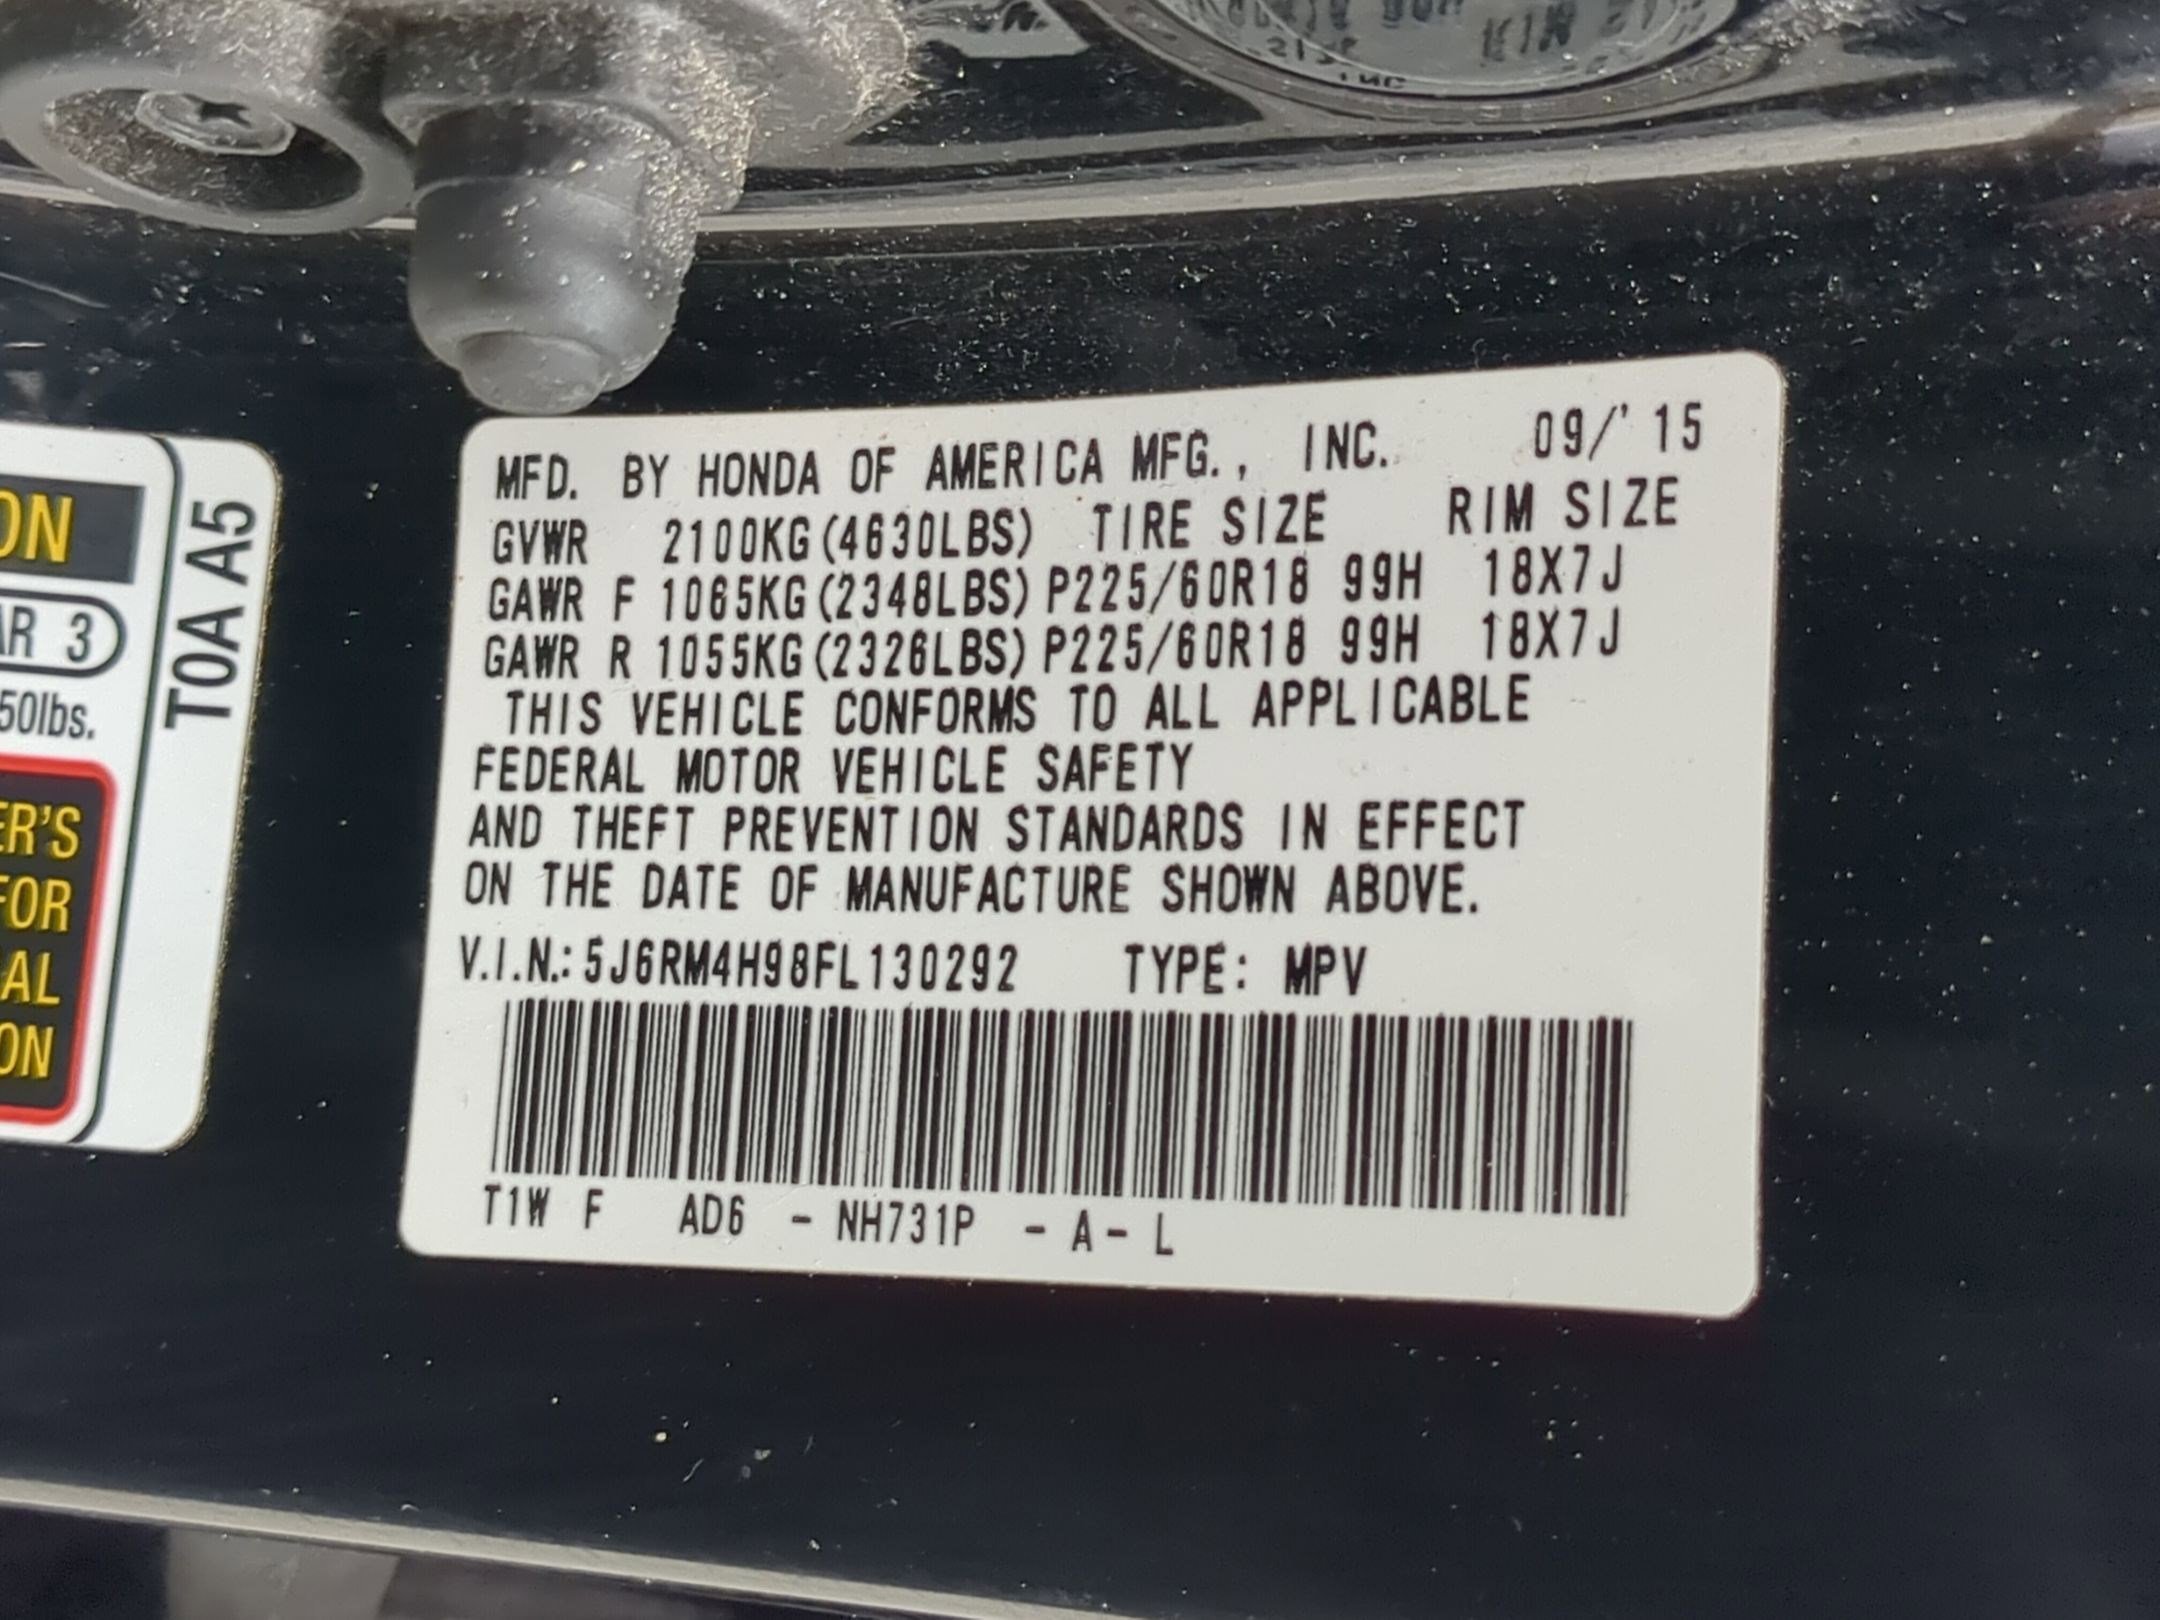 MFD. BY HONDA OF AMERICA MFG., INC. 09/'15
GVWR 2100KG(4630LBS) TIRE SIZE RIM SIZE
GAWR F 1065KG(2348LBS) P225/60R18 99H 18X7J
GAWR R 1055KG(2326LBS) P225/60R18 99H 18X7J
THIS VEHICLE CONFORMS TO ALL APPLICABLE
FEDERAL MOTOR VEHICLE SAFETY
AND THEFT PREVENTION STANDARDS IN EFFECT
ON THE DATE OF MANUFACTURE SHOWN ABOVE.
V.I.N.: 5J6RM4H98FL130292 TYPE: MPV
T1W F AD6 - NH731P - A - L
T0A A5
ON
AR 3
50lbs.
ER'S
FOR
AL
ON